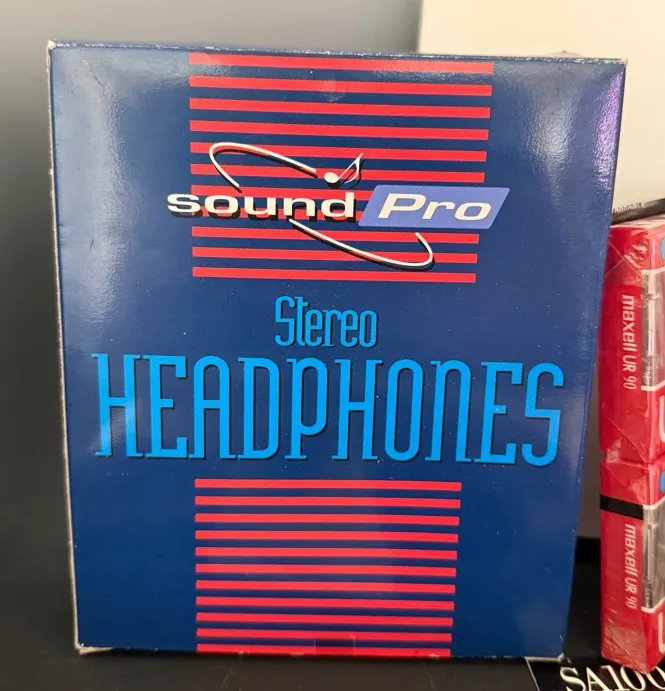 sound Pro
Stereo
HEADPHONES
maxell UR 90
maxell UR 90
SA100